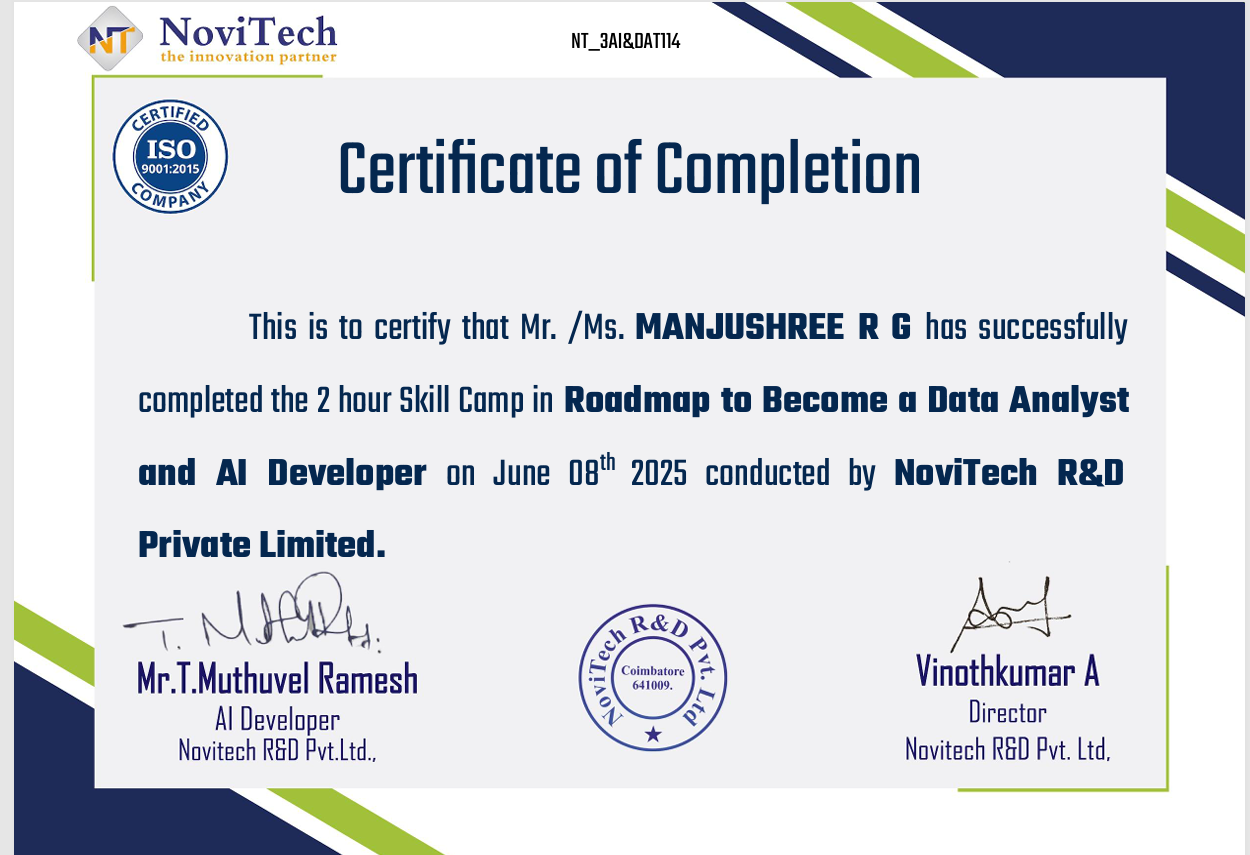 NT
NoviTech
the innovation partner
NT_3AI&DAT114
CERTIFIED
ISO
9001:2015
COMPANY
Certificate of Completion
This is to certify that Mr. /Ms. MANJUSHREE R G has successfully
completed the 2 hour Skill Camp in Roadmap to Become a Data Analyst
and AI Developer on June 08th 2025 conducted by NoviTech R&D
Private Limited.
Mr.T.Muthuvel Ramesh
AI Developer
Novitech R&D Pvt.Ltd.,
NoviTech R&D Pvt. Ltd
Coimbatore
641009.
Vinothkumar A
Director
Novitech R&D Pvt. Ltd,